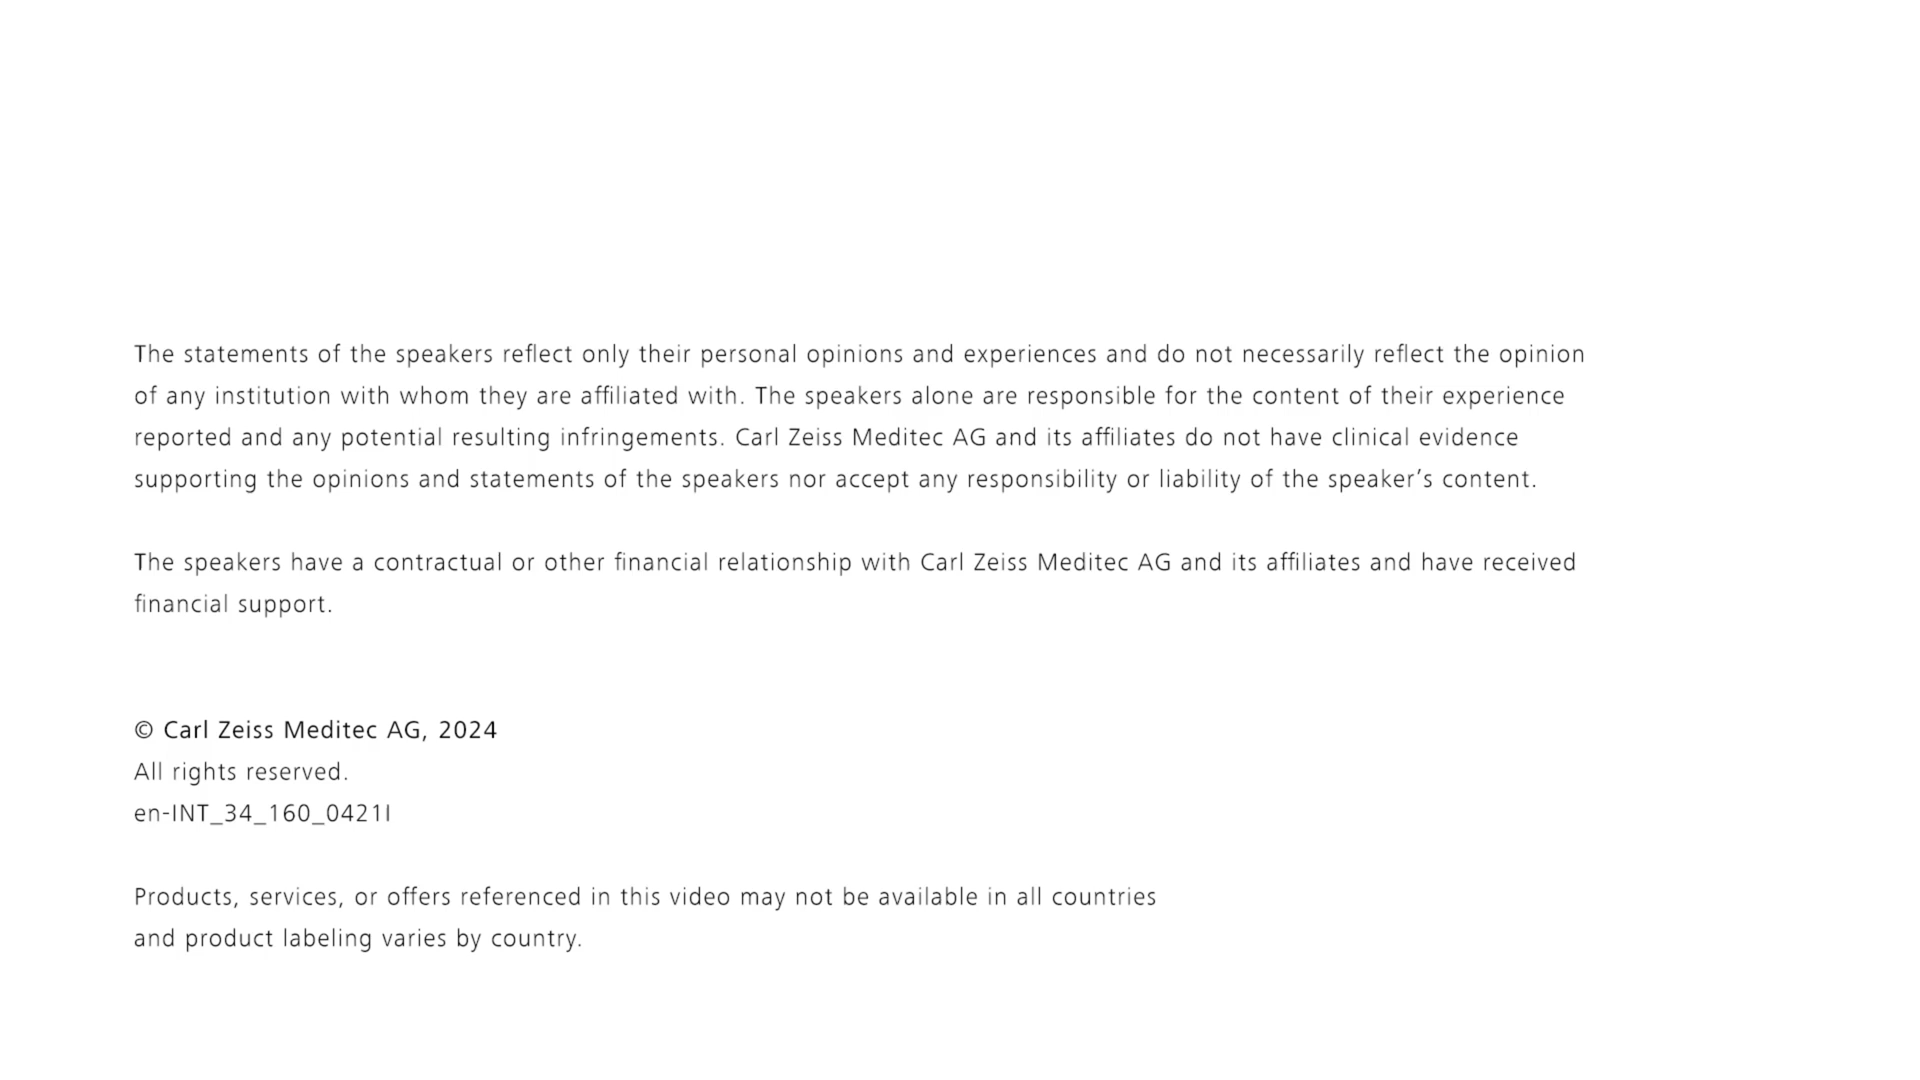 The statements of the speakers reflect only their personal opinions and experiences and do not necessarily reflect the opinion
of any institution with whom they are affiliated with. The speakers alone are responsible for the content of their experience
reported and any potential resulting infringements. Carl Zeiss Meditec AG and its affiliates do not have clinical evidence
supporting the opinions and statements of the speakers nor accept any responsibility or liability of the speaker’s content.
The speakers have a contractual or other financial relationship with Carl Zeiss Meditec AG and its affiliates and have received
financial support.
© Carl Zeiss Meditec AG, 2024
All rights reserved.
en-INT_34_160_0421I
Products, services, or offers referenced in this video may not be available in all countries
and product labeling varies by country.